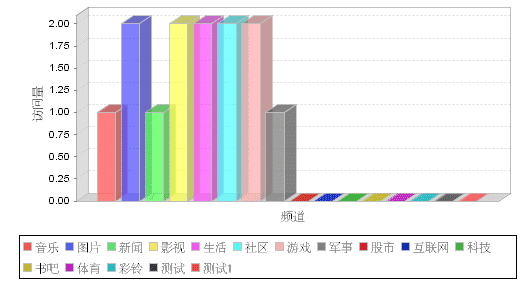 2.00
1.75
1.50
1.25
1.00
0.75
0.50
0.25
0.00
访问量
频道
音乐 图片 新闻 影视 生活 社区 游戏 军事 股市 互联网 科技
书吧 体育 彩铃 测试 测试1